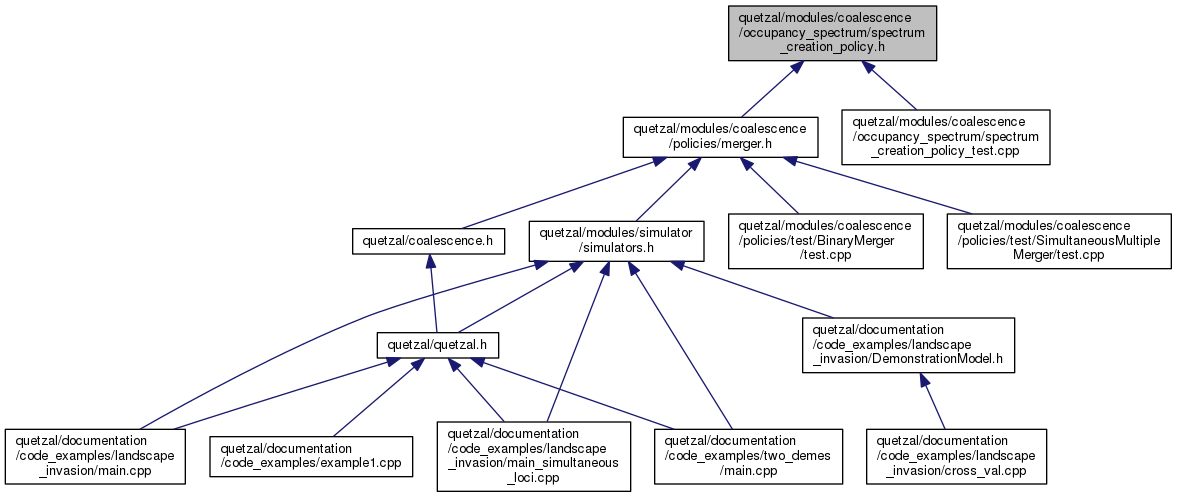 quetzal/modules/coalescence
/occupancy_spectrum/spectrum
_creation_policy.h
quetzal/modules/coalescence
/policies/merger.h
quetzal/modules/coalescence
/occupancy_spectrum/spectrum
_creation_policy_test.cpp
quetzal/coalescence.h
quetzal/modules/simulator
/simulators.h
quetzal/modules/coalescence
/policies/test/BinaryMerger
/test.cpp
quetzal/modules/coalescence
/policies/test/SimultaneousMultiple
Merger/test.cpp
quetzal/quetzal.h
quetzal/documentation
/code_examples/landscape
_invasion/DemonstrationModel.h
quetzal/documentation
/code_examples/landscape
_invasion/main.cpp
quetzal/documentation
/code_examples/example1.cpp
quetzal/documentation
/code_examples/landscape
_invasion/main_simultaneous
_loci.cpp
quetzal/documentation
/code_examples/two_demes
/main.cpp
quetzal/documentation
/code_examples/landscape
_invasion/cross_val.cpp